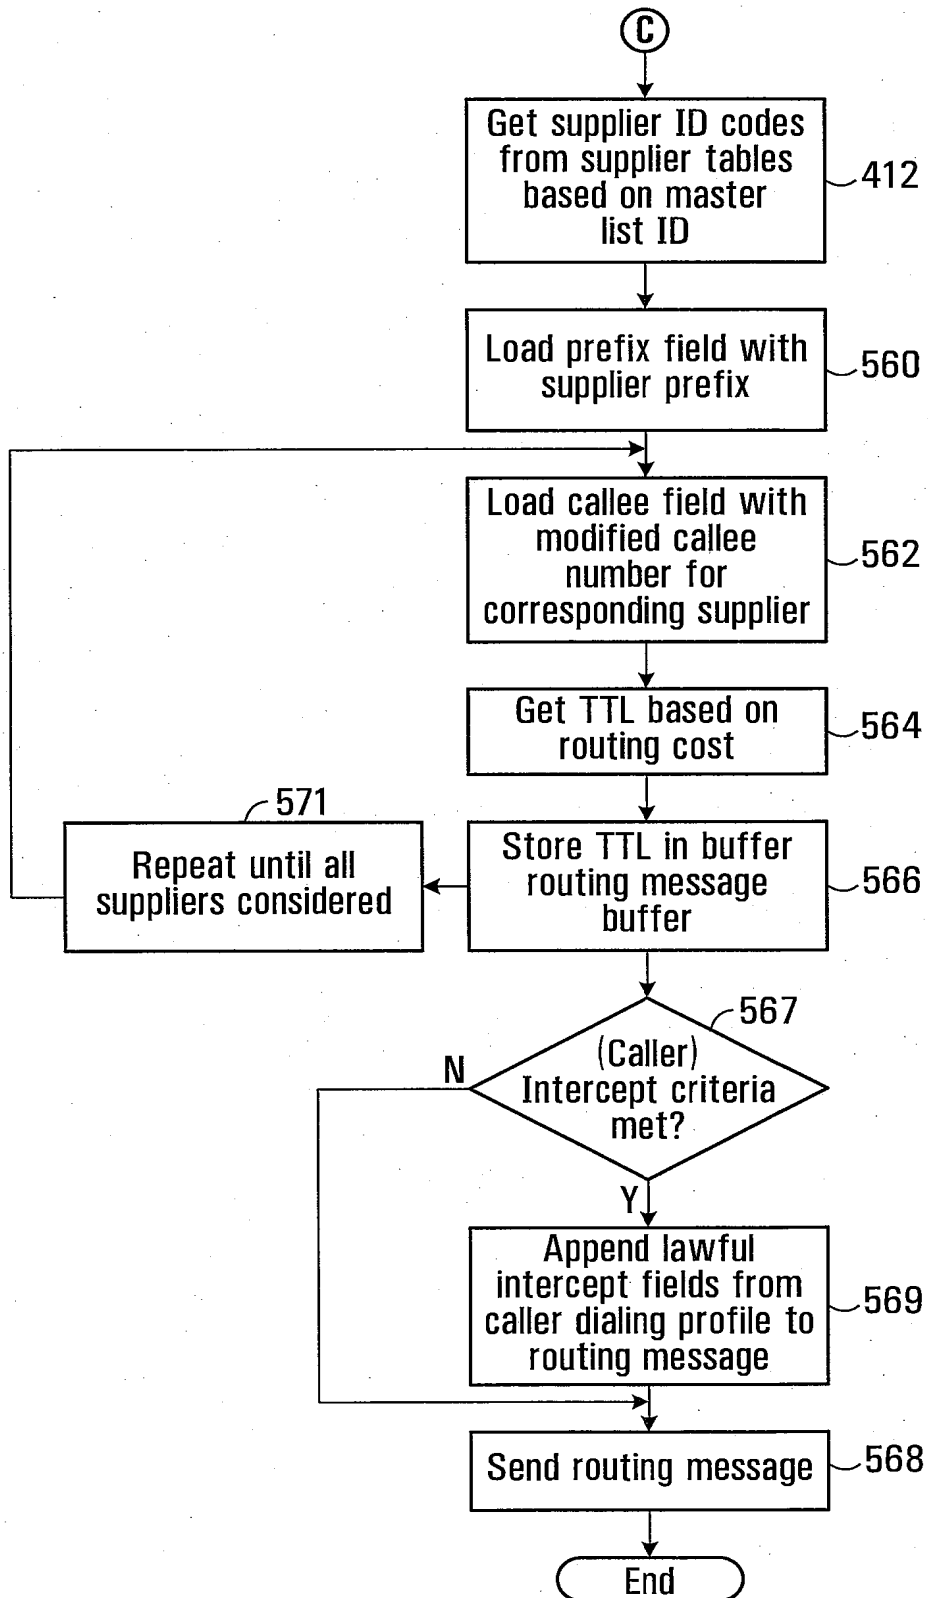 C
Get supplier ID codes
from supplier tables
based on master
list ID
412
Load prefix field with
supplier prefix
560
Load callee field with
modified callee
number for
corresponding supplier
562
Get TTL based on
routing cost
564
571
Repeat until all
suppliers considered
Store TTL in buffer
routing message
buffer
566
567
(Caller)
Intercept criteria
met?
N
Y
Append lawful
intercept fields from
caller dialing profile to
routing message
569
Send routing message
568
End